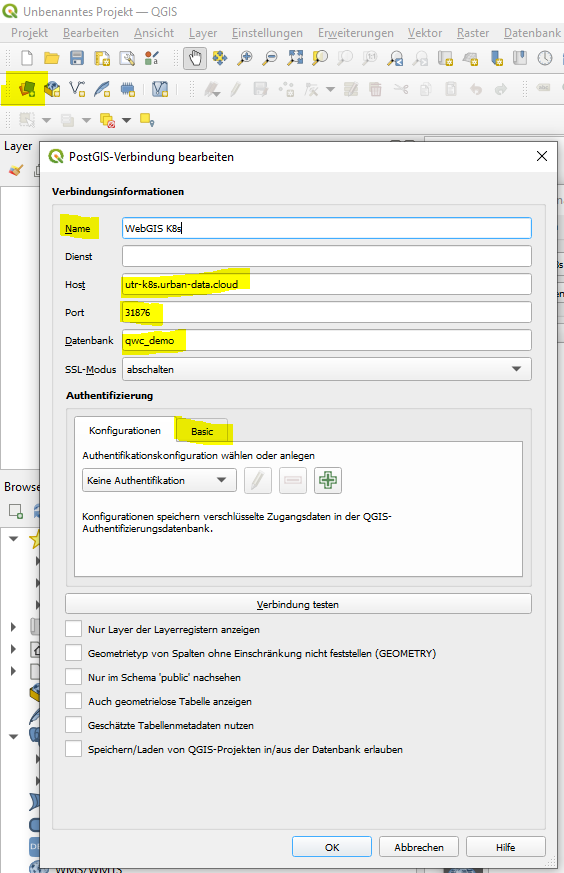 Unbenanntes Projekt — QGIS
Projekt Bearbeiten Ansicht Layer Einstellungen Erweiterungen Vektor Raster Datenbank
Layer
PostGIS-Verbindung bearbeiten
Verbindungsinformationen
Name WebGIS K8s
Dienst
Host utr-k8s.urban-data.cloud
Port 31876
Datenbank qwc_demo
SSL-Modus abschalten
Authentifizierung
Konfigurationen Basic
Authentifikationskonfiguration wählen oder anlegen
Keine Authentifikation
Konfigurationen speichern verschlüsselte Zugangsdaten in der QGIS-
Authentifizierungsdatenbank.
Browse
Verbindung testen
Nur Layer der Layerregistern anzeigen
Geometrietyp von Spalten ohne Einschränkung nicht feststellen (GEOMETRY)
Nur im Schema 'public' nachsehen
Auch geometrielose Tabelle anzeigen
Geschätzte Tabellenmetadaten nutzen
Speichern/Laden von QGIS-Projekten in/aus der Datenbank erlauben
OK Abbrechen Hilfe
WMS/WMTS